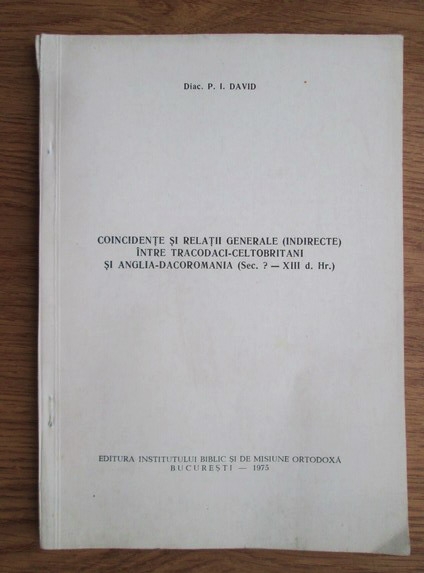 Diac. P. I. DAVID
COINCIDENȚE ȘI RELAȚII GENERALE (INDIRECTE)
ÎNTRE TRACODACI-CELTOBRITANI
ȘI ANGLIA-DACOROMANIA (Sec. ? — XIII d. Hr.)
EDITURA INSTITUTULUI BIBLIC SI DE MISIUNE ORTODOXĂ
BUCUREȘTI — 1975